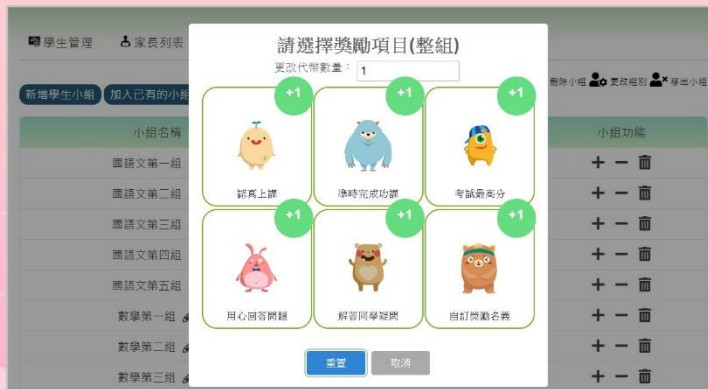 學生管理 家長列表
請選擇獎勵項目(整組)
更改代幣數量： 1
新增學生小組 加入已有的小組
刪除小組 更改組別 移出小組
小組名稱 小組功能
國語文第一組
國語文第二組
國語文第三組
國語文第四組
國語文第五組
數學第一組
數學第二組
數學第三組
+1 +1 +1
認真上課 準時完成功課 考試最高分
+1 +1 +1
用心回答問題 解答同學疑問 自訂獎勵名義
重置 取消